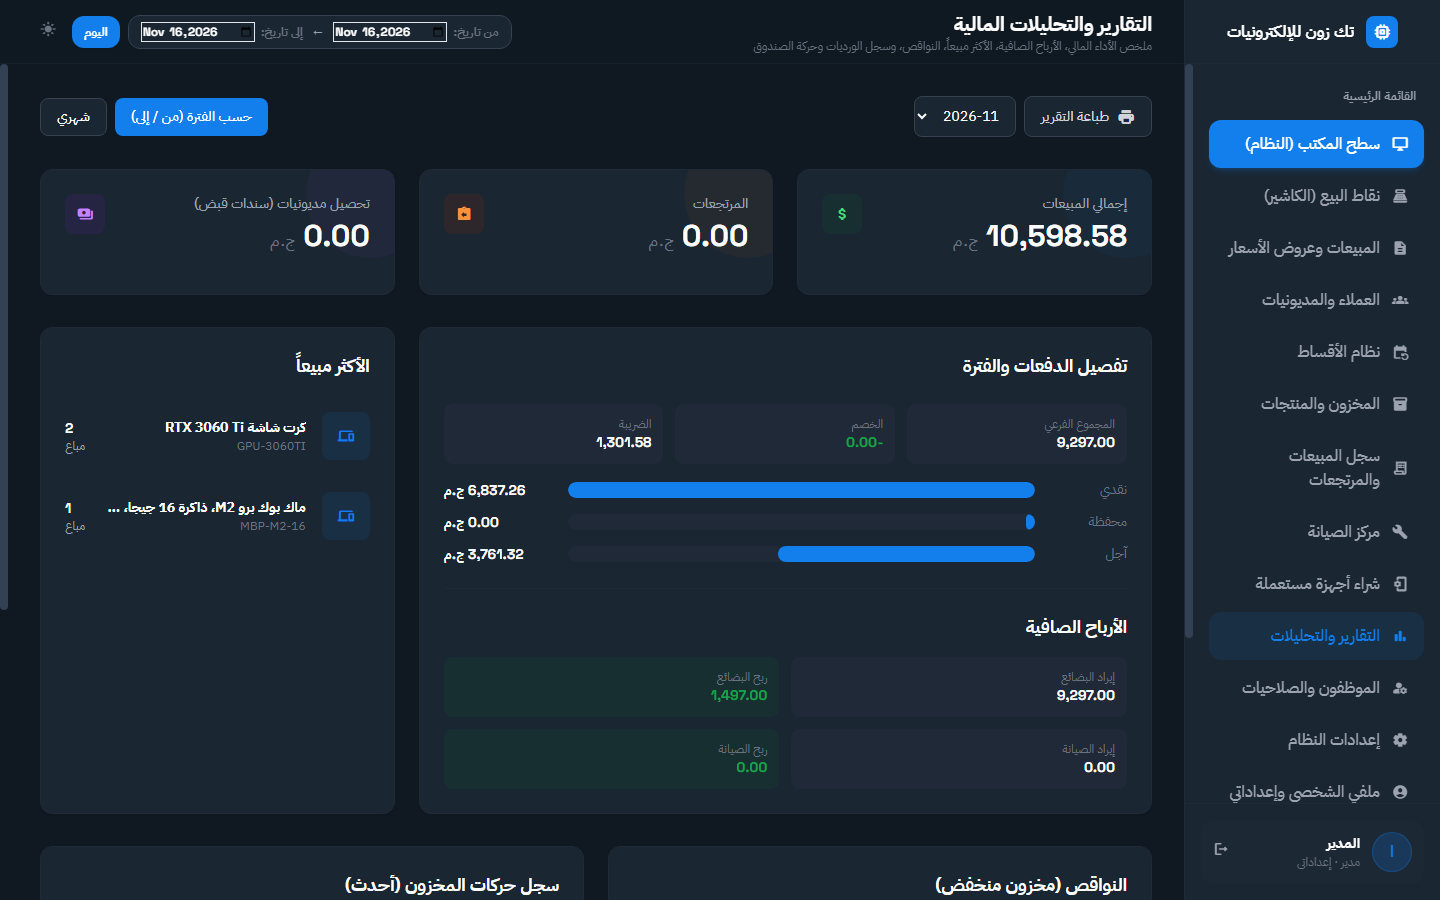 تك زون للإلكترونيات
القائمة الرئيسية
سطح المكتب (النظام)
نقاط البيع (الكاشير)
المبيعات وعروض الأسعار
العملاء والمديونيات
نظام الأقساط
المخزون والمنتجات
سجل المبيعات
والمرتجعات
مركز الصيانة
شراء أجهزة مستعملة
التقارير والتحليلات
الموظفون والصلاحيات
إعدادات النظام
ملفي الشخصي وإعداداتي
ا
المدير
مدير · إعداداتي
التقارير والتحليلات المالية
ملخص الأداء المالي، الأرباح الصافية، الأكثر مبيعاً، النواقص، وسجل الورديات وحركة الصندوق
من تاريخ: Nov 16,2026 ← إلى تاريخ: Nov 16,2026
اليوم
طباعة التقرير
2026-11
حسب الفترة (من / إلى)
شهري
إجمالي المبيعات
10,598.58 ج.م
المرتجعات
0.00 ج.م
تحصيل مديونيات (سندات قبض)
0.00 ج.م
تفصيل الدفعات والفترة
المجموع الفرعي
9,297.00
الخصم
-0.00
الضريبة
1,301.58
نقدي 6,837.26 ج.م
محفظة 0.00 ج.م
آجل 3,761.32 ج.م
الأرباح الصافية
إيراد البضائع
9,297.00
ربح البضائع
1,497.00
إيراد الصيانة
0.00
ربح الصيانة
0.00
الأكثر مبيعاً
كرت شاشة RTX 3060 Ti
GPU-3060TI
2
مباع
ماك بوك برو M2، ذاكرة 16 جيجا، ...
MBP-M2-16
1
مباع
النواقص (مخزون منخفض)
سجل حركات المخزون (أحدث)